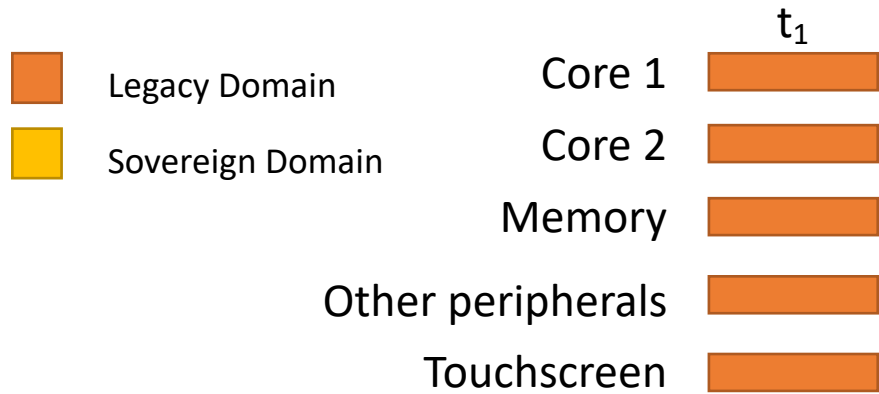 t₁
Legacy Domain
Sovereign Domain
Core 1
Core 2
Memory
Other peripherals
Touchscreen